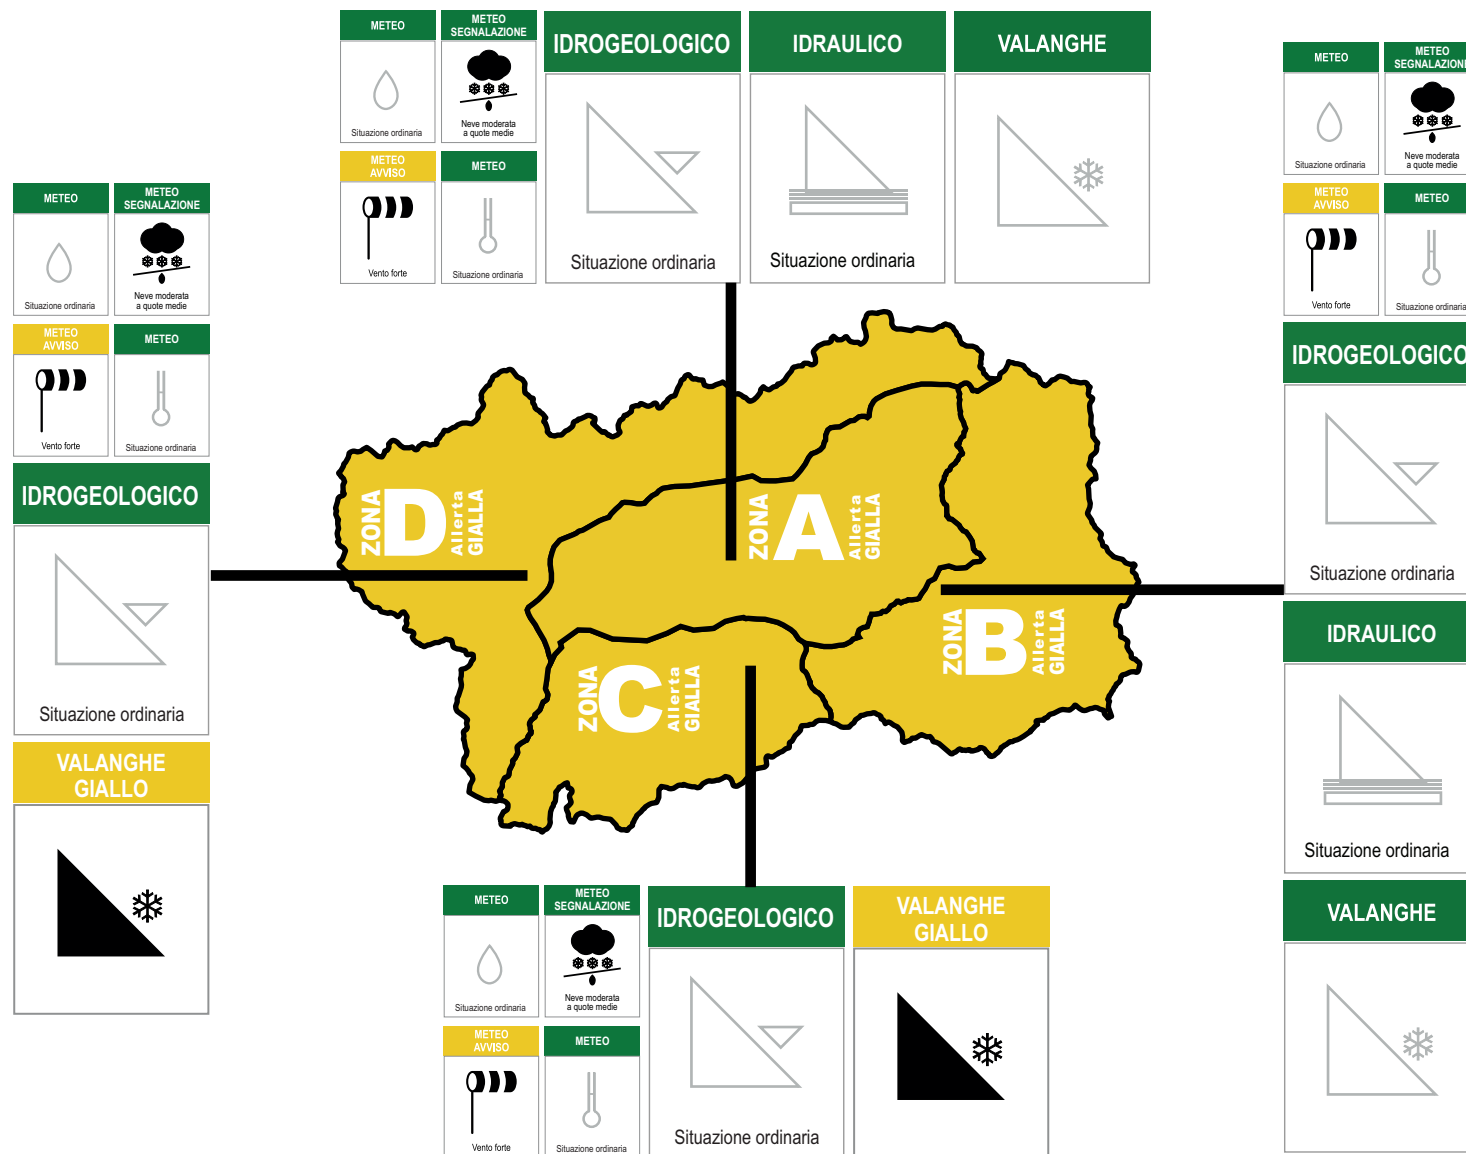 METEO
Situazione ordinaria
METEO
SEGNALAZIONE
Neve moderata
a quote medie
METEO
AVVISO
Vento forte
METEO
Situazione ordinaria
IDROGEOLOGICO
Situazione ordinaria
IDRAULICO
Situazione ordinaria
VALANGHE
METEO
Situazione ordinaria
METEO
SEGNALAZIONE
Neve moderata
a quote medie
METEO
AVVISO
Vento forte
METEO
Situazione ordinaria
IDROGEOLOGICO
Situazione ordinaria
VALANGHE
GIALLO
ZONA
D
Allerta
GIALLA
ZONA
A
Allerta
GIALLA
ZONA
B
Allerta
GIALLA
ZONA
C
Allerta
GIALLA
METEO
Situazione ordinaria
METEO
SEGNALAZIONE
Neve moderata
a quote medie
METEO
AVVISO
Vento forte
METEO
Situazione ordinaria
IDROGEOLOGICO
Situazione ordinaria
IDRAULICO
Situazione ordinaria
VALANGHE
METEO
Situazione ordinaria
METEO
SEGNALAZIONE
Neve moderata
a quote medie
METEO
AVVISO
Vento forte
METEO
Situazione ordinaria
IDROGEOLOGICO
Situazione ordinaria
VALANGHE
GIALLO